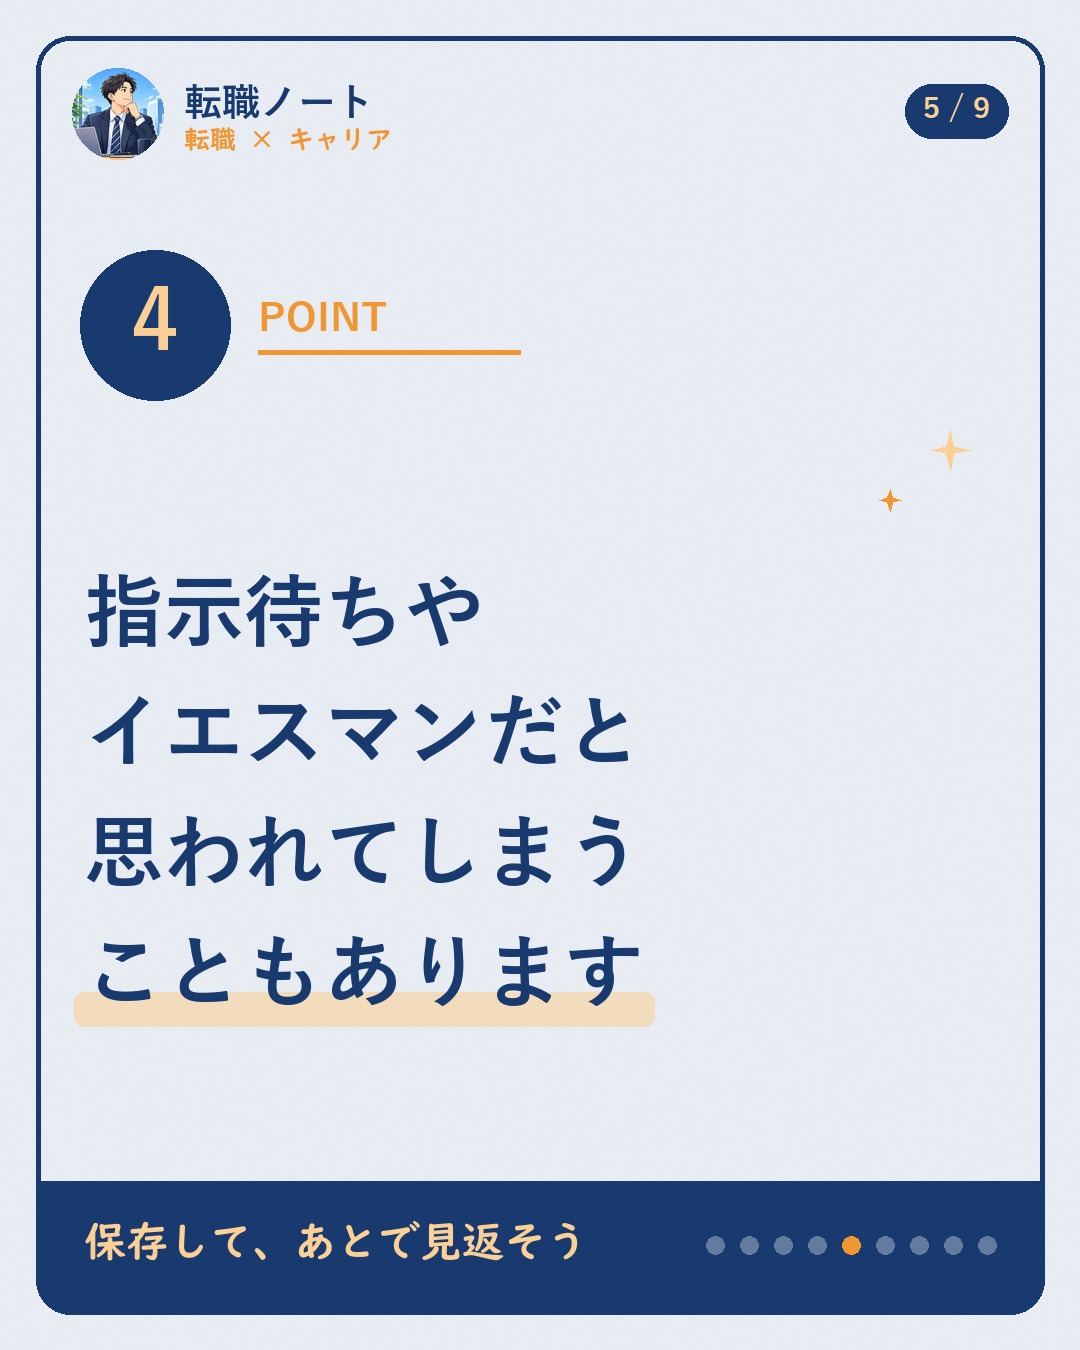 転職ノート
転職 × キャリア
5 / 9
4
POINT
指示待ちや
イエスマンだと
思われてしまう
こともあります
保存して、あとで見返そう